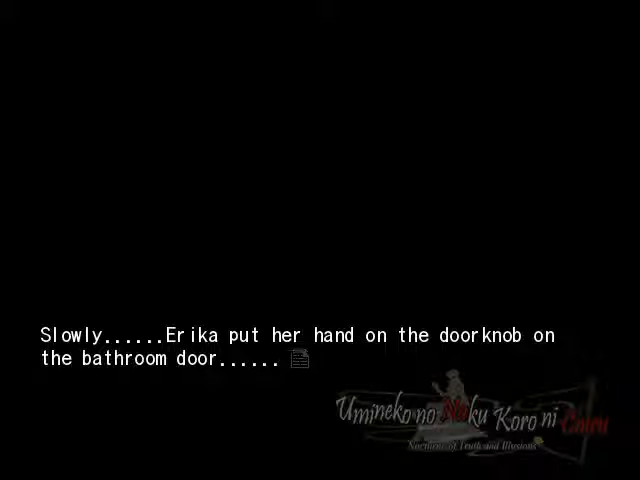 Slowly......Erika put her hand on the doorknob on
the bathroom door......
Umineko no Naku Koro ni Chiru
Nocturne of Truth and Illusions